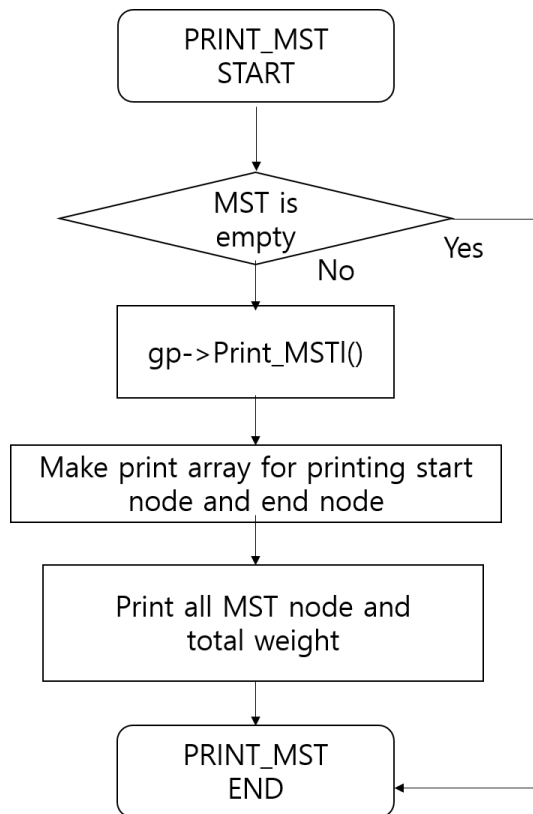 PRINT_MST
START
MST is
empty
Yes
No
gp->Print_MSTl()
Make print array for printing start
node and end node
Print all MST node and
total weight
PRINT_MST
END